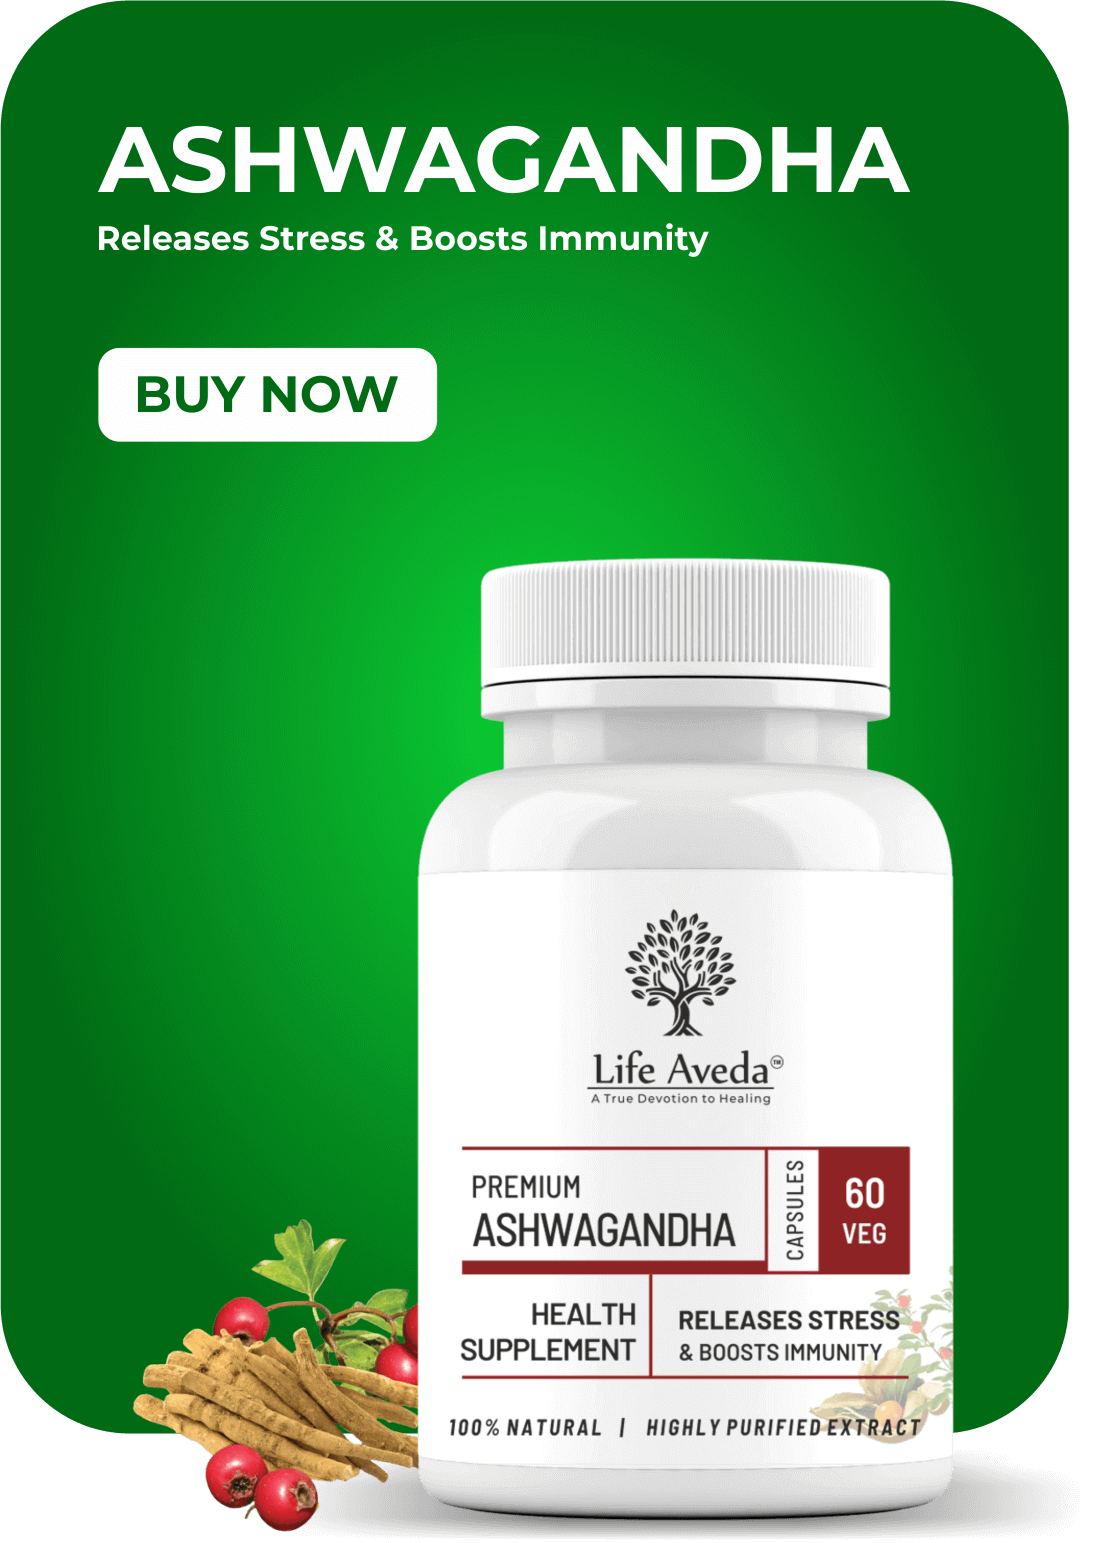 ASHWAGANDHA
Releases Stress & Boosts Immunity
BUY NOW
Life Aveda™
A True Devotion to Healing
PREMIUM
ASHWAGANDHA
CAPSULES
60
VEG
HEALTH
SUPPLEMENT
RELEASES STRESS
& BOOSTS IMMUNITY
100% NATURAL | HIGHLY PURIFIED EXTRACT